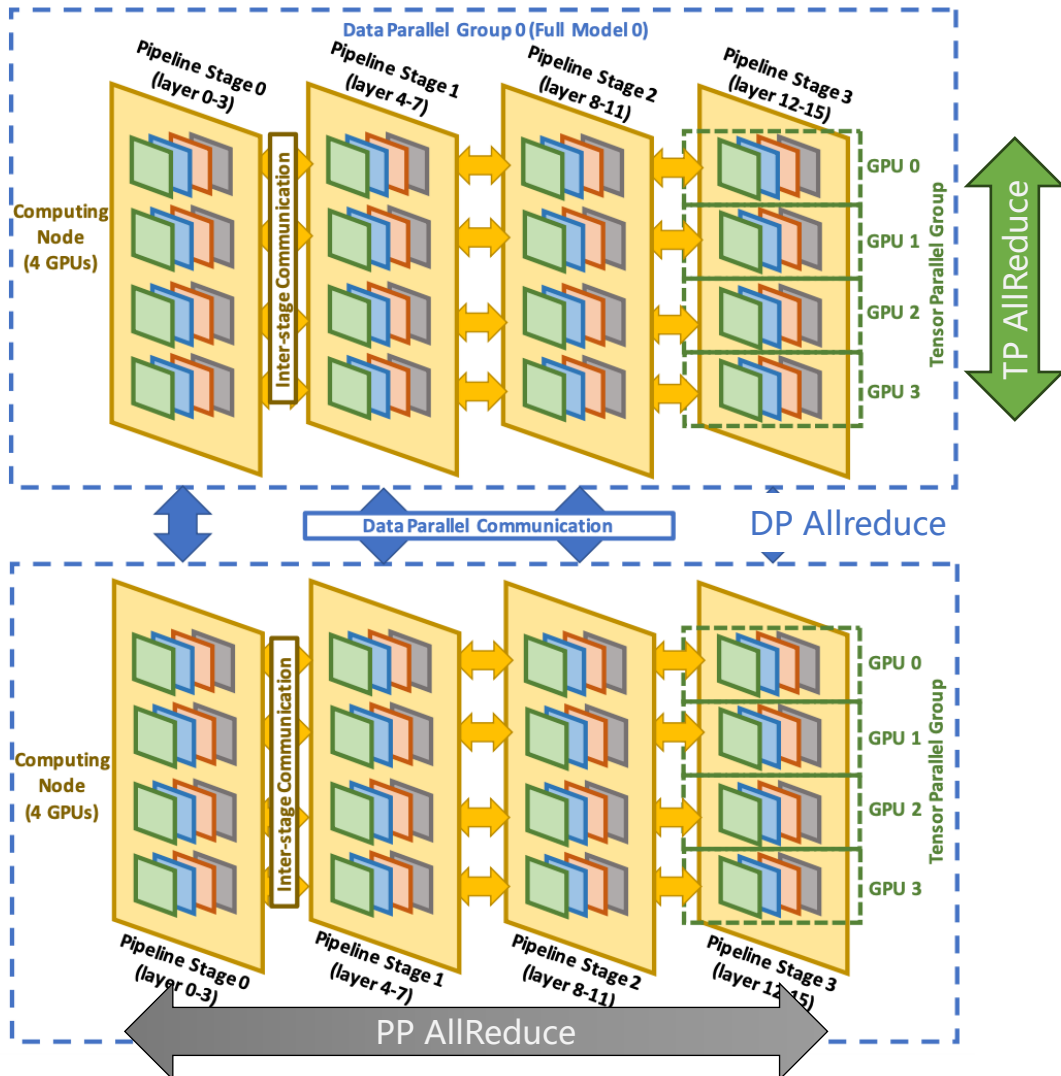 Data Parallel Group 0 (Full Model 0)
Pipeline Stage 0
(layer 0-3)
Pipeline Stage 1
(layer 4-7)
Pipeline Stage 2
(layer 8-11)
Pipeline Stage 3
(layer 12-15)
Computing
Node
(4 GPUs)
Inter-stage Communication
GPU 0
GPU 1
GPU 2
GPU 3
Tensor Parallel Group
TP AllReduce
Data Parallel Communication
DP Allreduce
Computing
Node
(4 GPUs)
Inter-stage Communication
GPU 0
GPU 1
GPU 2
GPU 3
Tensor Parallel Group
Pipeline Stage 0
(layer 0-3)
Pipeline Stage 1
(layer 4-7)
Pipeline Stage 2
(layer 8-11)
Pipeline Stage 3
(layer 12-15)
PP AllReduce